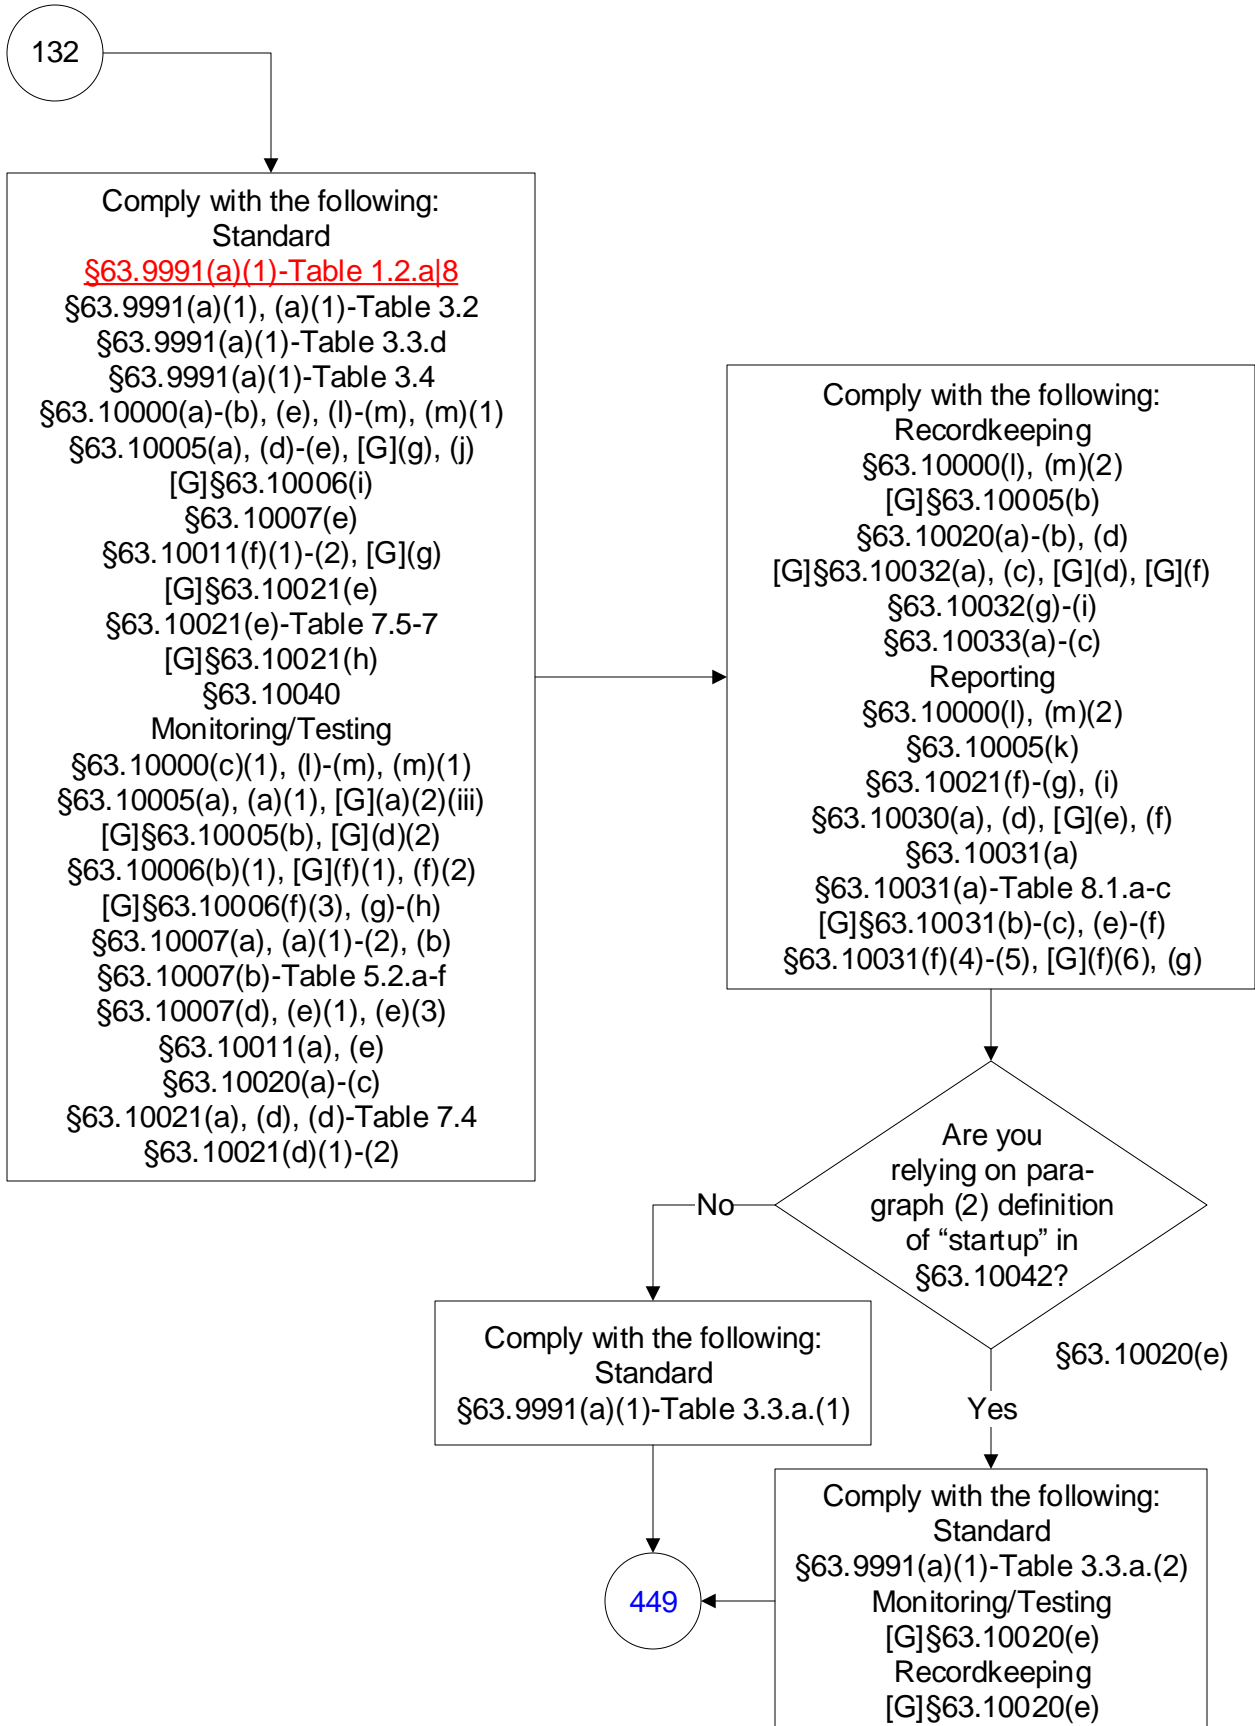 132
Comply with the following:
Standard
§63.9991(a)(1)-Table 1.2.a|8
§63.9991(a)(1), (a)(1)-Table 3.2
§63.9991(a)(1)-Table 3.3.d
§63.9991(a)(1)-Table 3.4
§63.10000(a)-(b), (e), (l)-(m), (m)(1)
§63.10005(a), (d)-(e), [G](g), (j)
[G]§63.10006(i)
§63.10007(e)
§63.10011(f)(1)-(2), [G](g)
[G]§63.10021(e)
§63.10021(e)-Table 7.5-7
[G]§63.10021(h)
§63.10040
Monitoring/Testing
§63.10000(c)(1), (l)-(m), (m)(1)
§63.10005(a), (a)(1), [G](a)(2)(iii)
[G]§63.10005(b), [G](d)(2)
§63.10006(b)(1), [G](f)(1), (f)(2)
[G]§63.10006(f)(3), (g)-(h)
§63.10007(a), (a)(1)-(2), (b)
§63.10007(b)-Table 5.2.a-f
§63.10007(d), (e)(1), (e)(3)
§63.10011(a), (e)
§63.10020(a)-(c)
§63.10021(a), (d), (d)-Table 7.4
§63.10021(d)(1)-(2)
Comply with the following:
Recordkeeping
§63.10000(l), (m)(2)
[G]§63.10005(b)
§63.10020(a)-(b), (d)
[G]§63.10032(a), (c), [G](d), [G](f)
§63.10032(g)-(i)
§63.10033(a)-(c)
Reporting
§63.10000(l), (m)(2)
§63.10005(k)
§63.10021(f)-(g), (i)
§63.10030(a), (d), [G](e), (f)
§63.10031(a)
§63.10031(a)-Table 8.1.a-c
[G]§63.10031(b)-(c), (e)-(f)
§63.10031(f)(4)-(5), [G](f)(6), (g)
Are you
relying on para-
graph (2) definition
of “startup” in
§63.10042?
No
§63.10020(e)
Yes
Comply with the following:
Standard
§63.9991(a)(1)-Table 3.3.a.(1)
Comply with the following:
Standard
§63.9991(a)(1)-Table 3.3.a.(2)
Monitoring/Testing
[G]§63.10020(e)
Recordkeeping
[G]§63.10020(e)
449